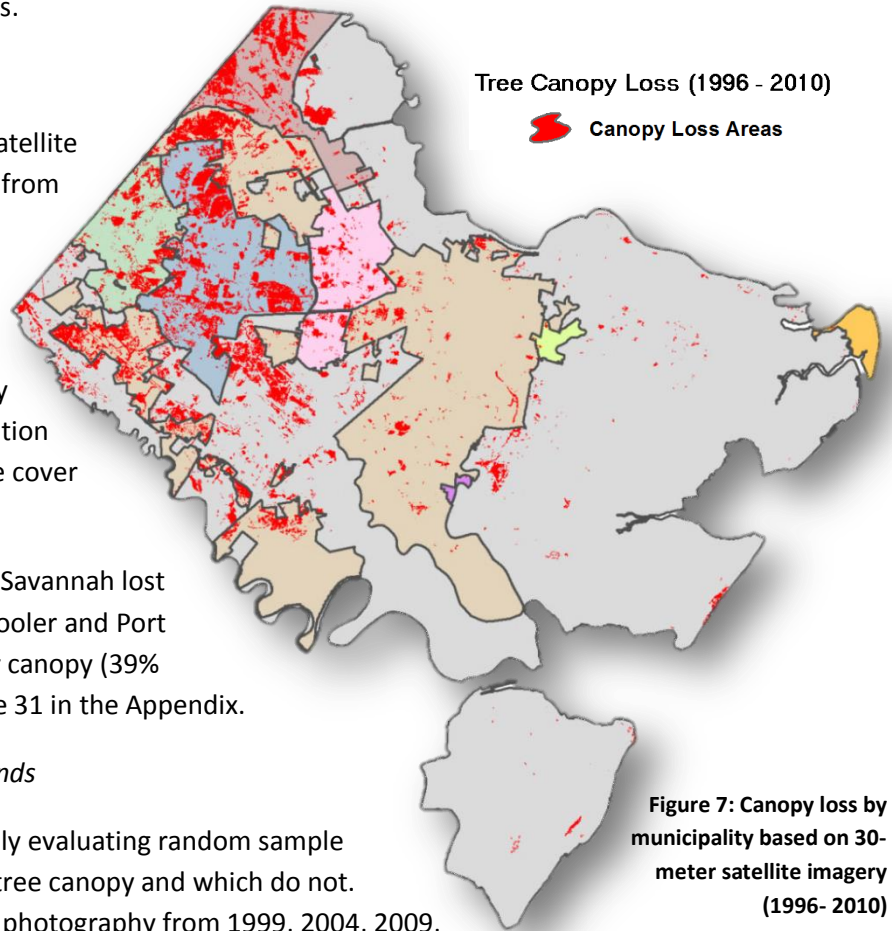 s.
Tree Canopy Loss (1996 - 2010)
Canopy Loss Areas
atellite
from
y
tion
e cover
Savannah lost
ooler and Port
r canopy (39%
e 31 in the Appendix.
nds
ly evaluating random sample
tree canopy and which do not.
photography from 1999, 2004, 2009,
Figure 7: Canopy loss by
municipality based on 30-
meter satellite imagery
(1996- 2010)